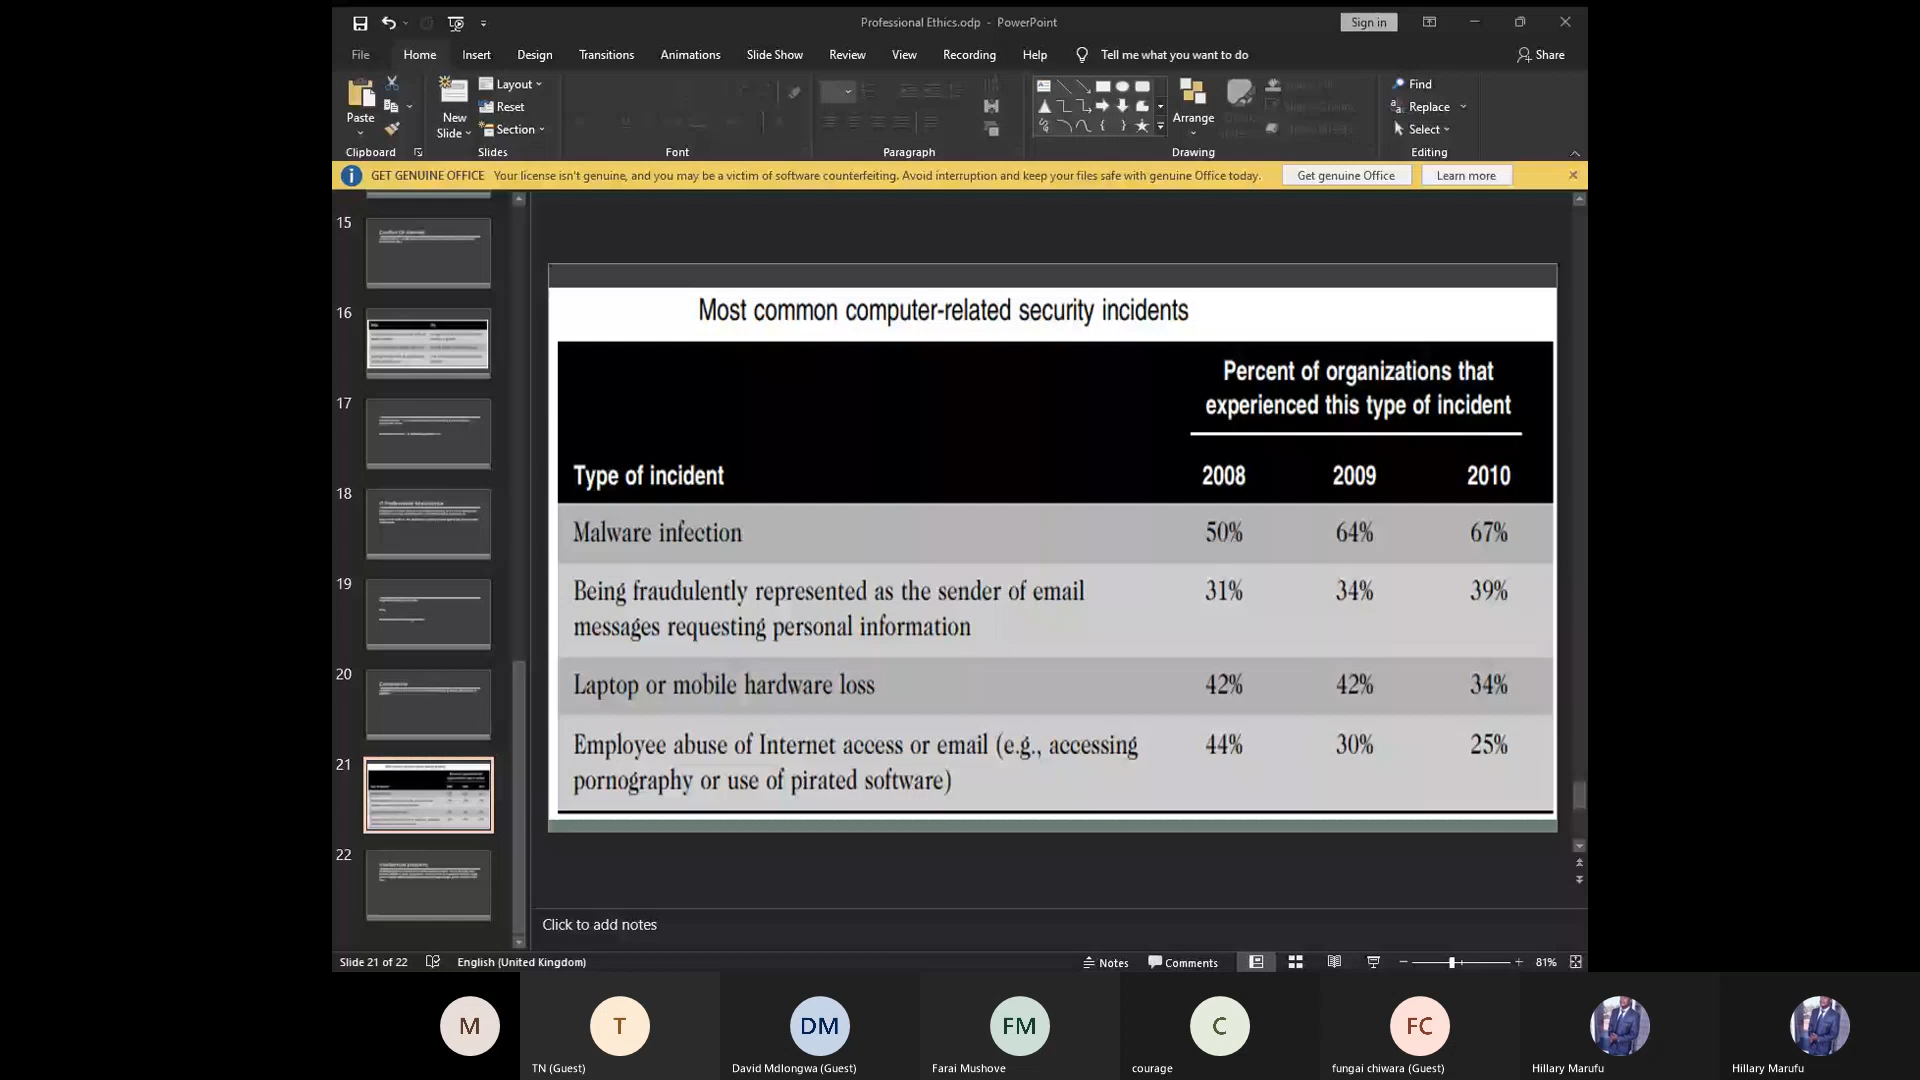 Professional Ethics.odp - PowerPoint
Sign in
File Home Insert Design Transitions Animations Slide Show Review View Recording Help Tell me what you want to do Share
Paste
New Slide
Layout
Reset
Section
Arrange
Find
Replace
Select
Clipboard Slides Font Paragraph Drawing Editing
GET GENUINE OFFICE Your license isn't genuine, and you may be a victim of software counterfeiting. Avoid interruption and keep your files safe with genuine Office today. Get genuine Office Learn more
15
16
17
18
19
20
21
22
Most common computer-related security incidents
Percent of organizations that
experienced this type of incident
Type of incident 2008 2009 2010
Malware infection 50% 64% 67%
Being fraudulently represented as the sender of email 31% 34% 39%
messages requesting personal information
Laptop or mobile hardware loss 42% 42% 34%
Employee abuse of Internet access or email (e.g., accessing 44% 30% 25%
pornography or use of pirated software)
Click to add notes
Slide 21 of 22 English (United Kingdom) Notes Comments 81%
M T DM FM C FC
TN (Guest) David Mdlongwa (Guest) Farai Mushove courage fungai chiwara (Guest) Hillary Marufu Hillary Marufu